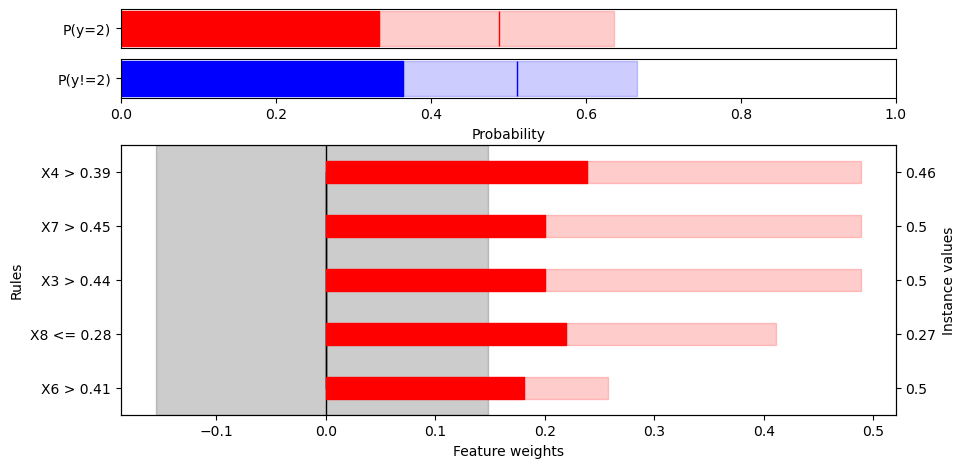 P(y=2)
P(y!=2)
0.0 0.2 0.4 0.6 0.8 1.0
Probability
X4 > 0.39 0.46
X7 > 0.45 0.5
X3 > 0.44 0.5
X8 <= 0.28 0.27
X6 > 0.41 0.5
Rules
Instance values
−0.1 0.0 0.1 0.2 0.3 0.4 0.5
Feature weights